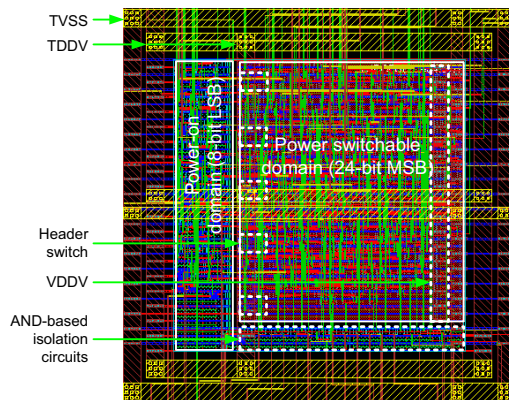 TVSS
TDDV
Power-on
domain (8-bit LSB)
Power switchable
domain (24-bit MSB)
Header
switch
VDDV
AND-based
isolation
circuits